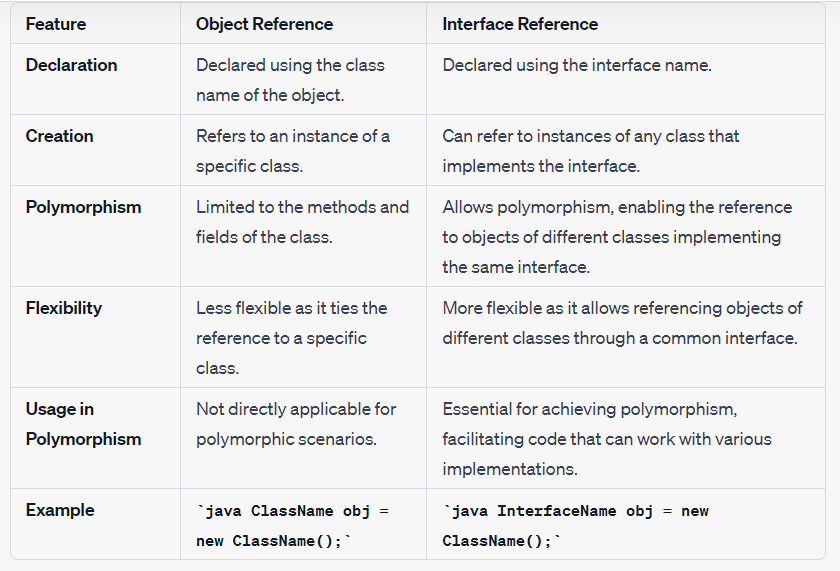 Feature Object Reference Interface Reference
Declaration Declared using the class Declared using the interface name.
name of the object.
Creation Refers to an instance of a Can refer to instances of any class that
specific class. implements the interface.
Polymorphism Limited to the methods and Allows polymorphism, enabling the reference
fields of the class. to objects of different classes implementing
the same interface.
Flexibility Less flexible as it ties the More flexible as it allows referencing objects of
reference to a specific different classes through a common interface.
class.
Usage in Not directly applicable for Essential for achieving polymorphism,
Polymorphism polymorphic scenarios. facilitating code that can work with various
implementations.
Example `java ClassName obj = `java InterfaceName obj = new
new ClassName();` ClassName();`